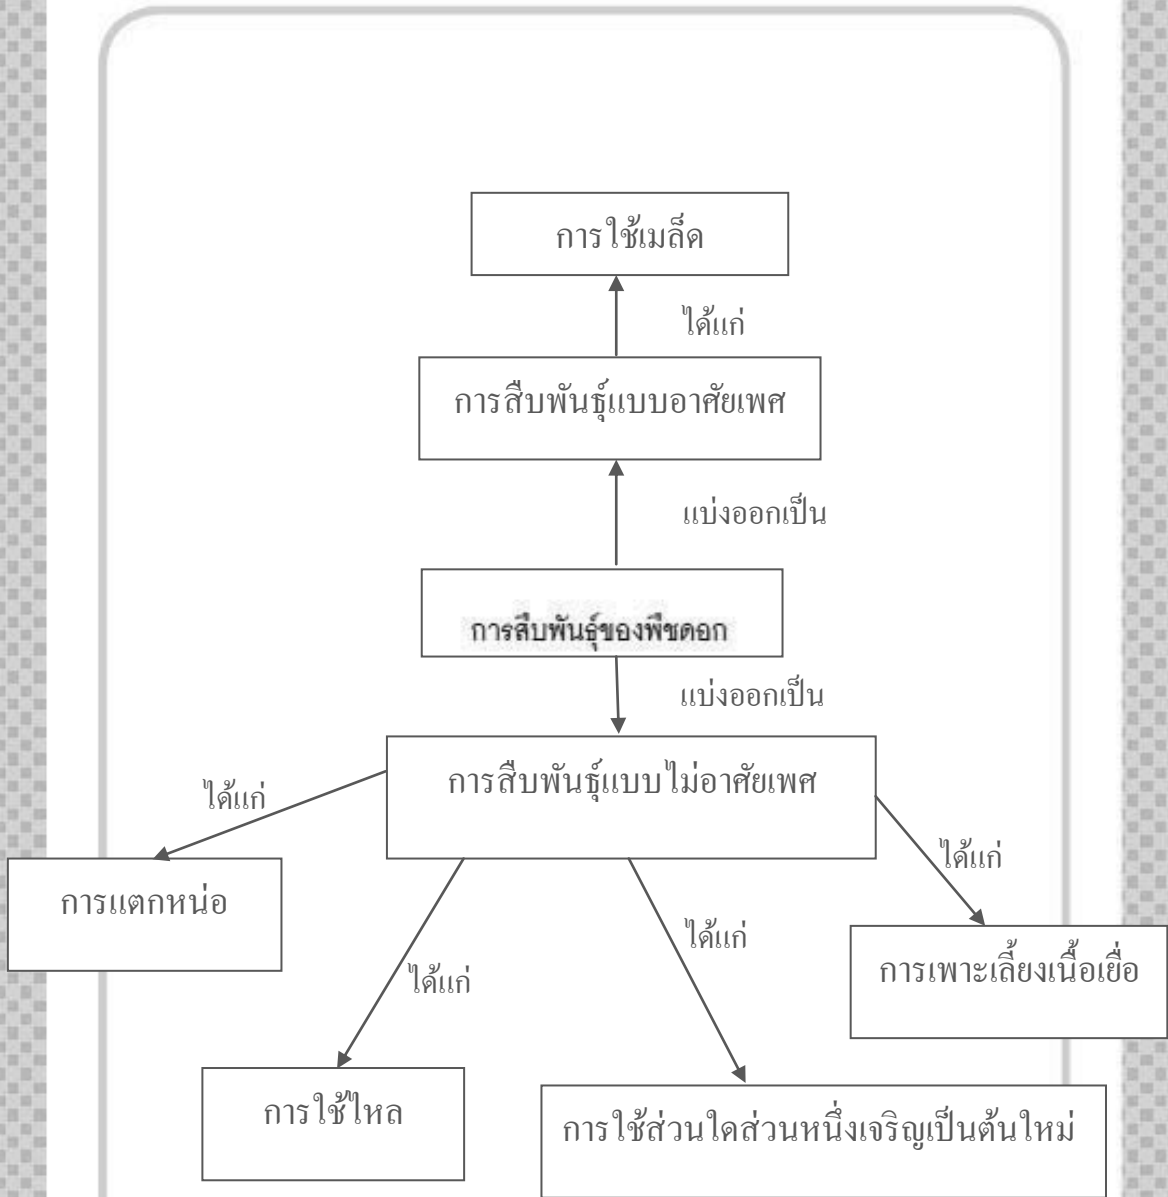 การใช้เมล็ด
ได้แก่
การสืบพันธุ์แบบอาศัยเพศ
แบ่งออกเป็น
การสืบพันธุ์ของพืชดอก
แบ่งออกเป็น
การสืบพันธุ์แบบไม่อาศัยเพศ
ได้แก่
ได้แก่
การแตกหน่อ
ได้แก่
การเพาะเลี้ยงเนื้อเยื่อ
ได้แก่
การใช้ไหล
การใช้ส่วนใดส่วนหนึ่งเจริญเป็นต้นใหม่